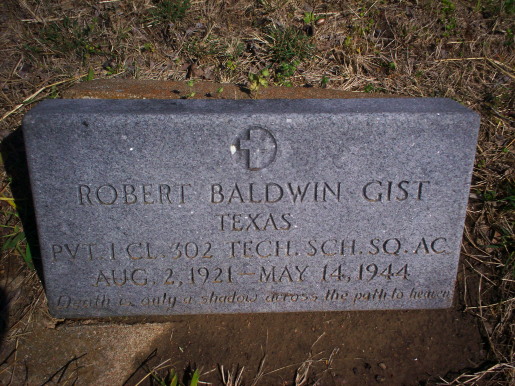 ROBERT BALDWIN GIST
TEXAS
PVT. 1 CL. 302 TECH. SCH. SQ. AC.
AUG. 2, 1921 - MAY 14, 1944
Death is only a shadow across the path to heaven